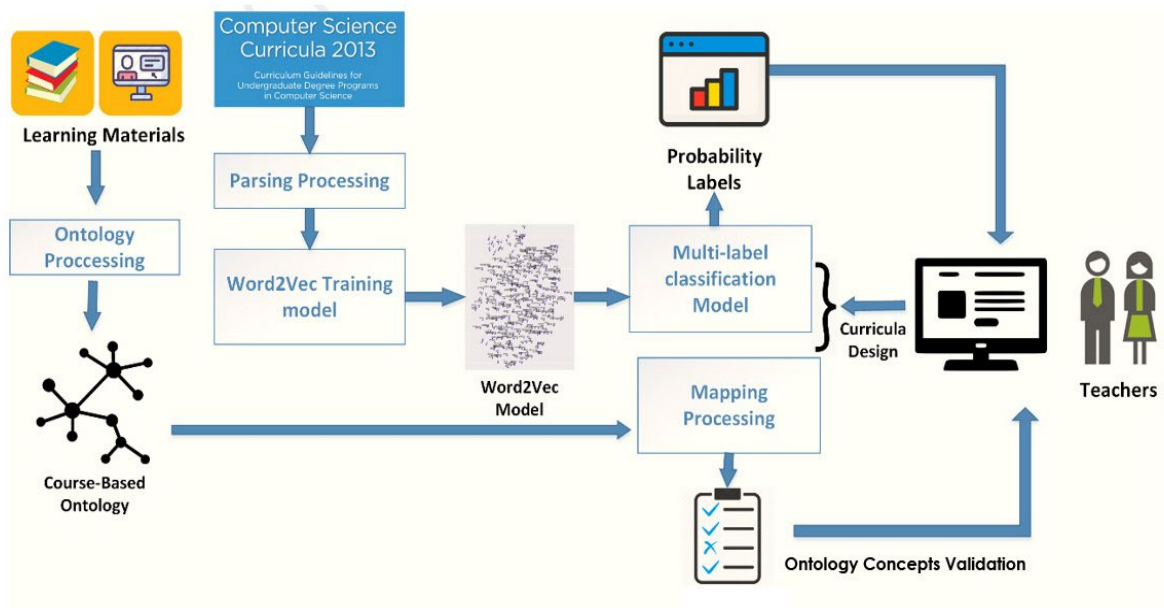 Computer Science
Curricula 2013
Curriculum Guidelines for
Undergraduate Degree Programs
in Computer Science
Learning Materials
Parsing Processing
Probability
Labels
Ontology
Proccessing
Word2Vec Training
model
Multi-label
classification
Model
Curricula
Design
Teachers
Word2Vec
Model
Mapping
Processing
Course-Based
Ontology
Ontology Concepts Validation